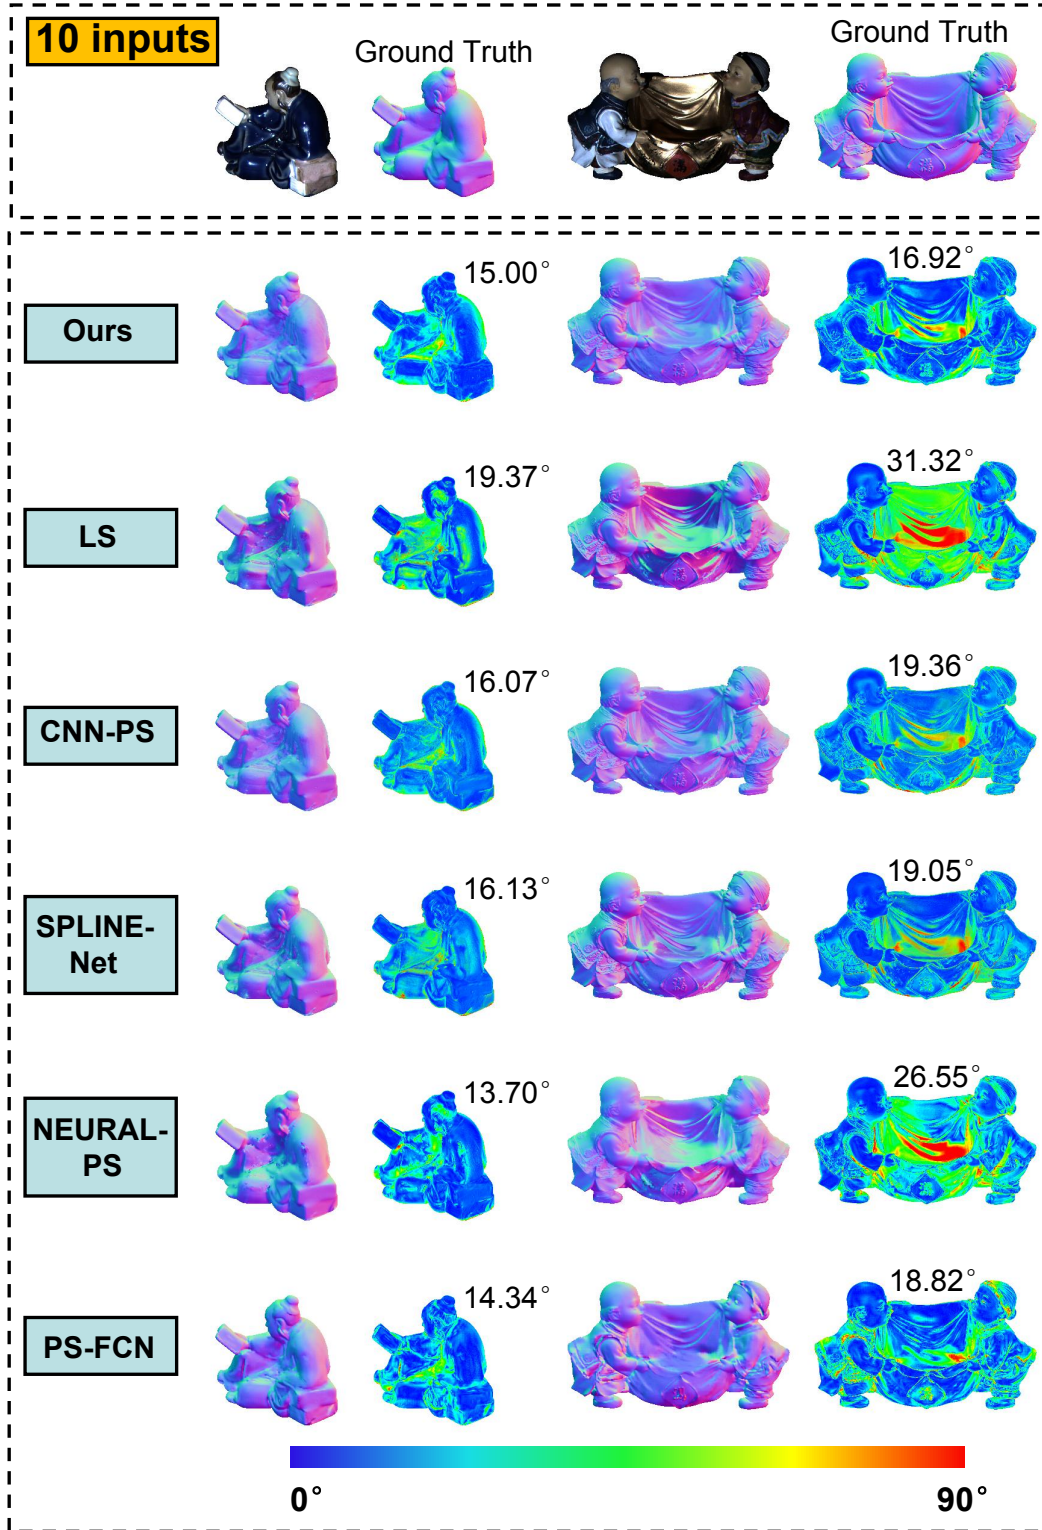 10 inputs
Ground Truth
Ground Truth
Ours
15.00°
16.92°
LS
19.37°
31.32°
CNN-PS
16.07°
19.36°
SPLINE-
Net
16.13°
19.05°
NEURAL-
PS
13.70°
26.55°
PS-FCN
14.34°
18.82°
0°
90°